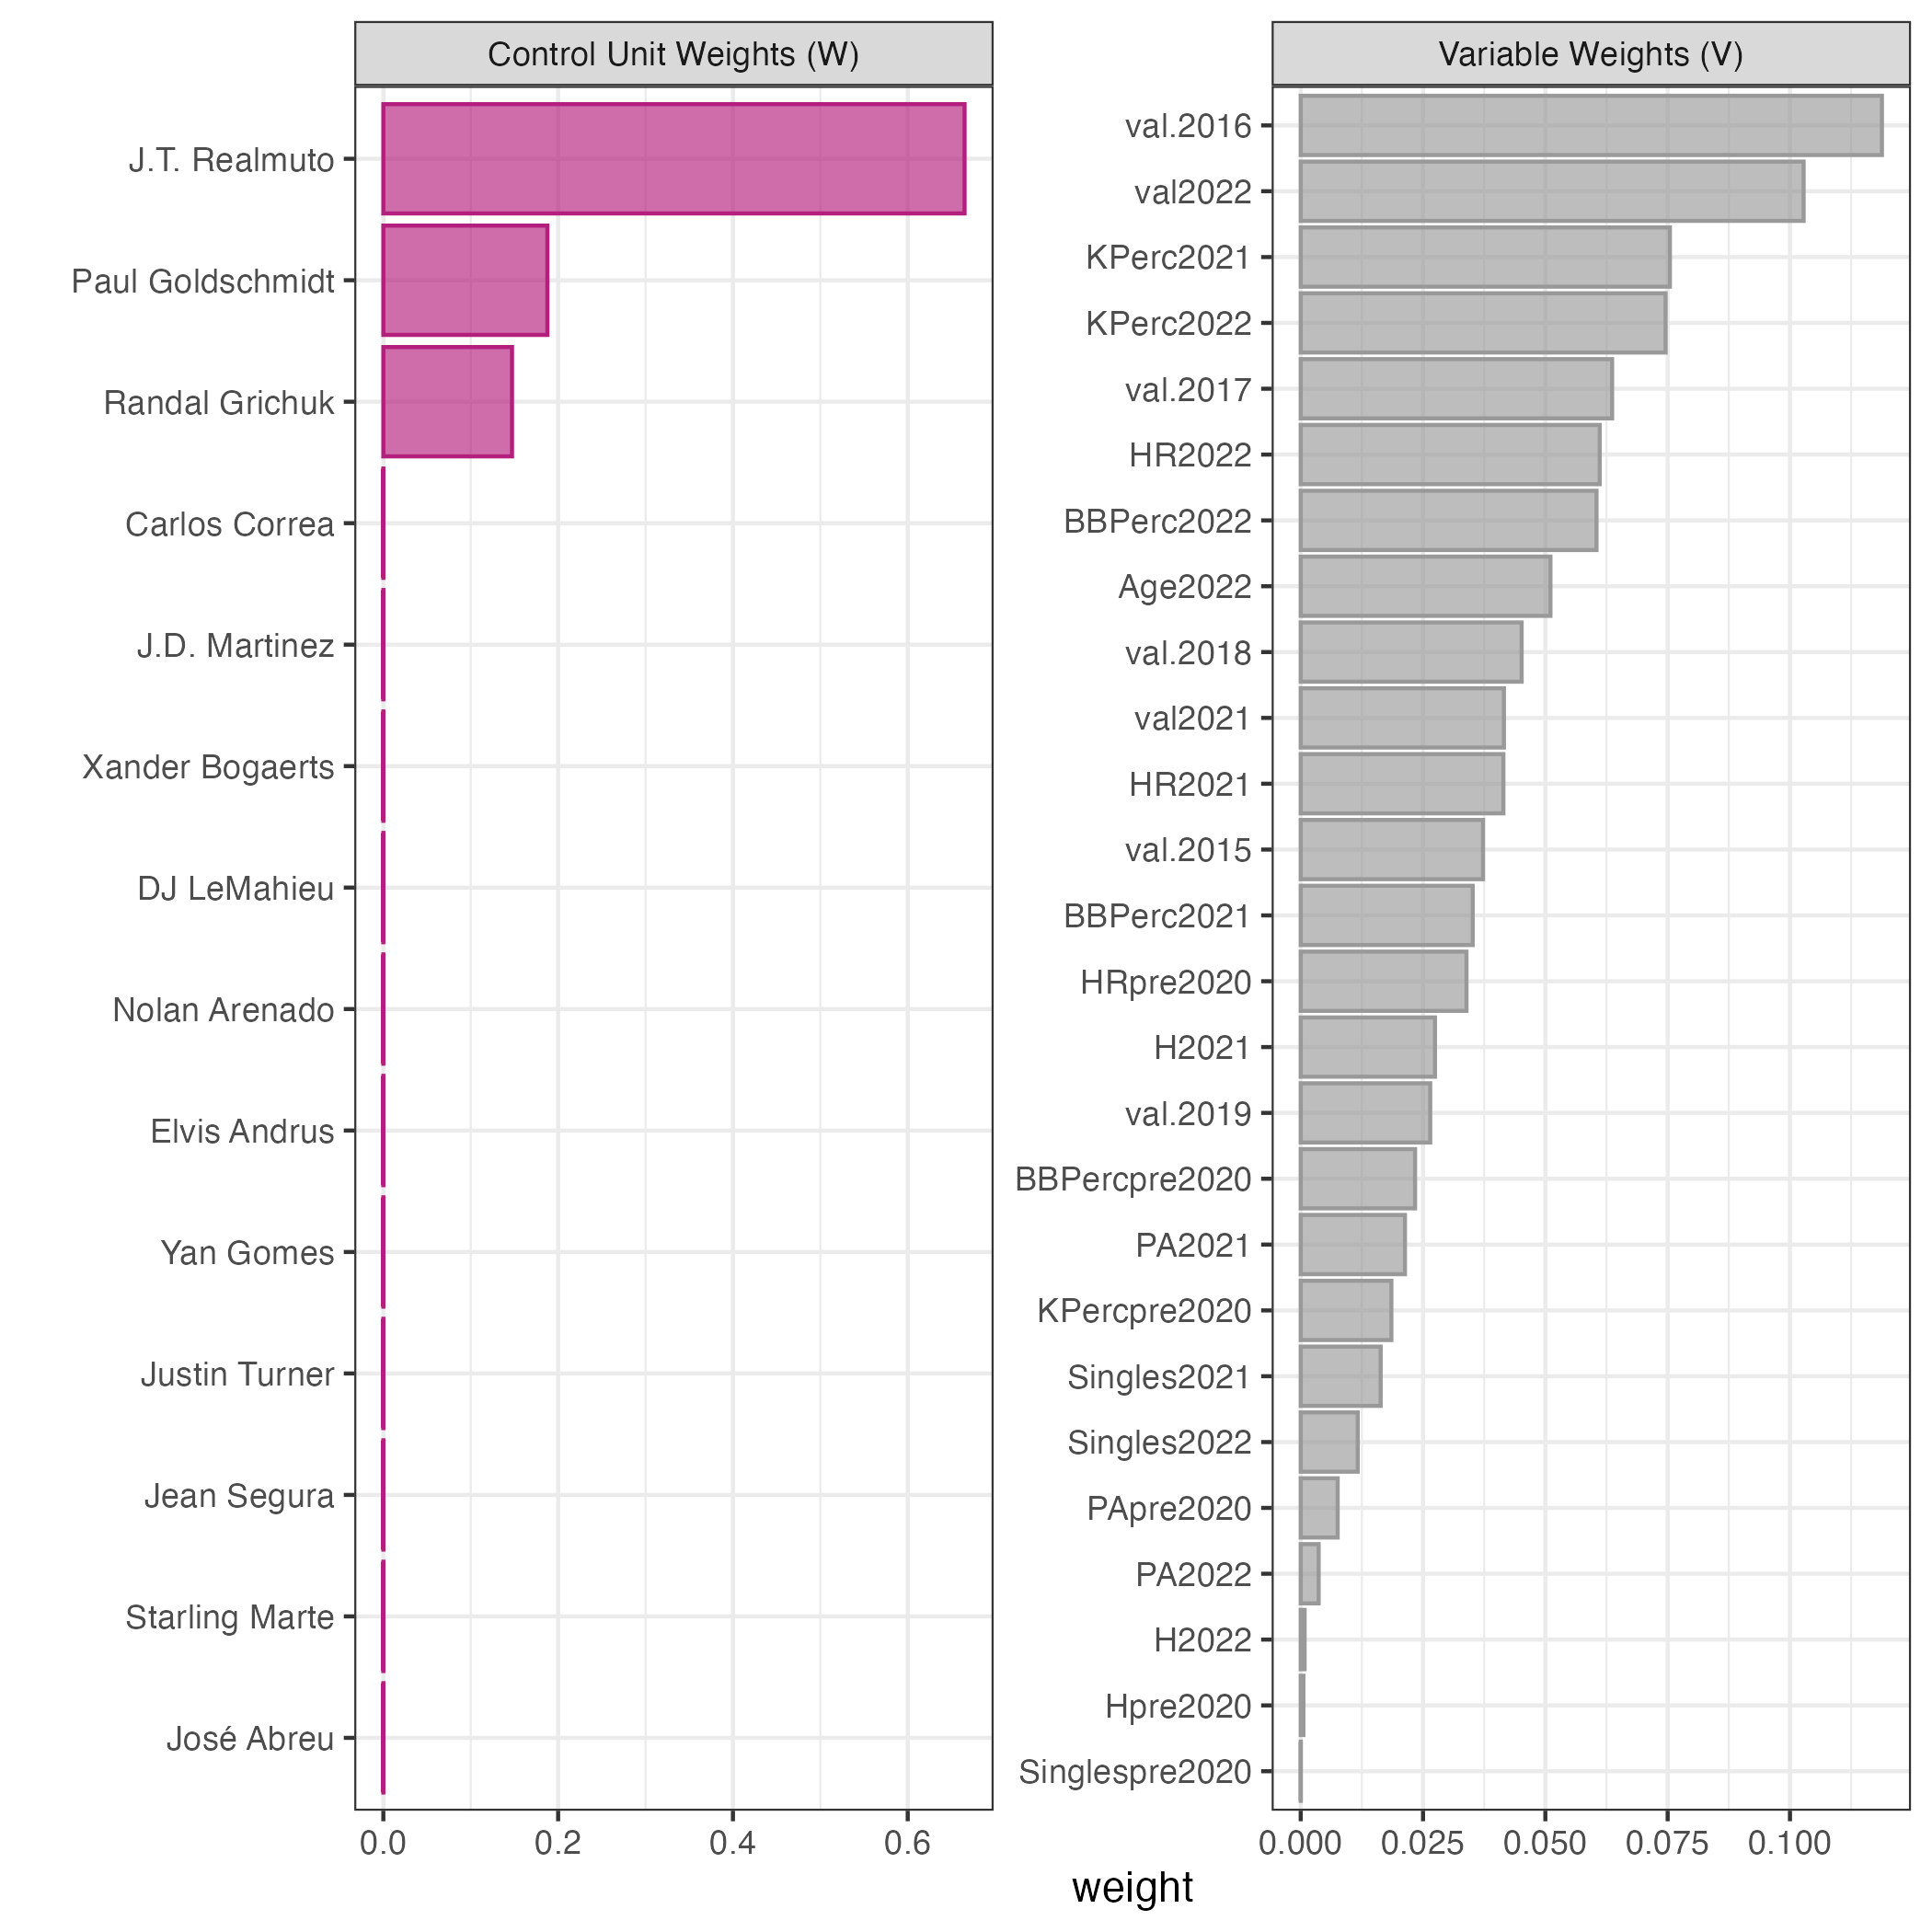 Control Unit Weights (W)
J.T. Realmuto
Paul Goldschmidt
Randal Grichuk
Carlos Correa
J.D. Martinez
Xander Bogaerts
DJ LeMahieu
Nolan Arenado
Elvis Andrus
Yan Gomes
Justin Turner
Jean Segura
Starling Marte
José Abreu
0.0 0.2 0.4 0.6
Variable Weights (V)
val.2016
val2022
KPerc2021
KPerc2022
val.2017
HR2022
BBPerc2022
Age2022
val.2018
val2021
HR2021
val.2015
BBPerc2021
HRpre2020
H2021
val.2019
BBPercpre2020
PA2021
KPercpre2020
Singles2021
Singles2022
PApre2020
PA2022
H2022
Hpre2020
Singlespre2020
0.000 0.025 0.050 0.075 0.100
weight